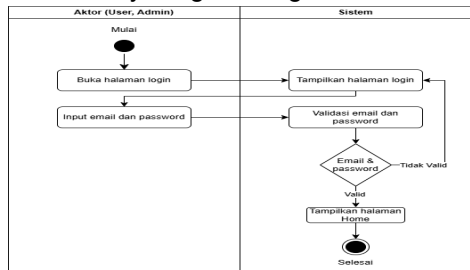 Aktor (User, Admin)
Sistem
Mulai
Buka halaman login
Tampilkan halaman login
Input email dan password
Validasi email dan
password
Email &
password
Tidak Valid
Valid
Tampilkan halaman
Home
Selesai